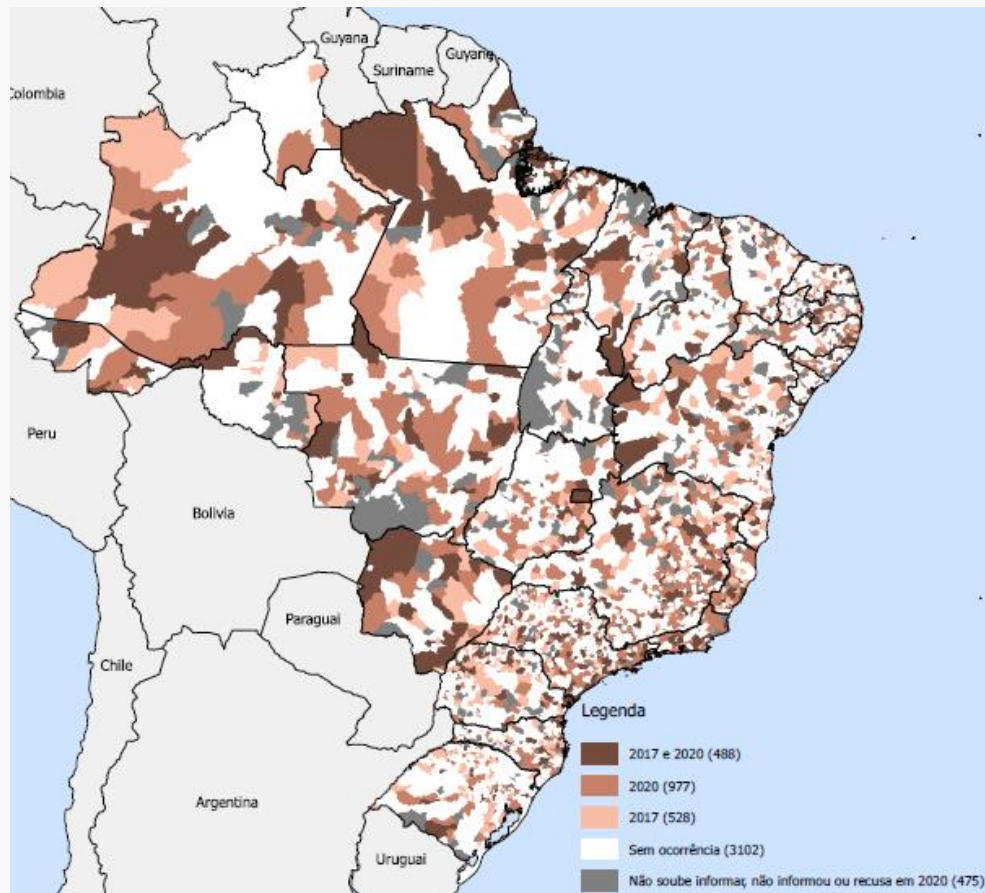 Guyana
Suriname
Guyane
Colombia
Peru
Bolivia
Paraguai
Chile
Argentina
Uruguai
Legenda
2017 e 2020 (488)
2020 (977)
2017 (528)
Sem ocorrência (3102)
Não soube informar, não informou ou recusa em 2020 (475)